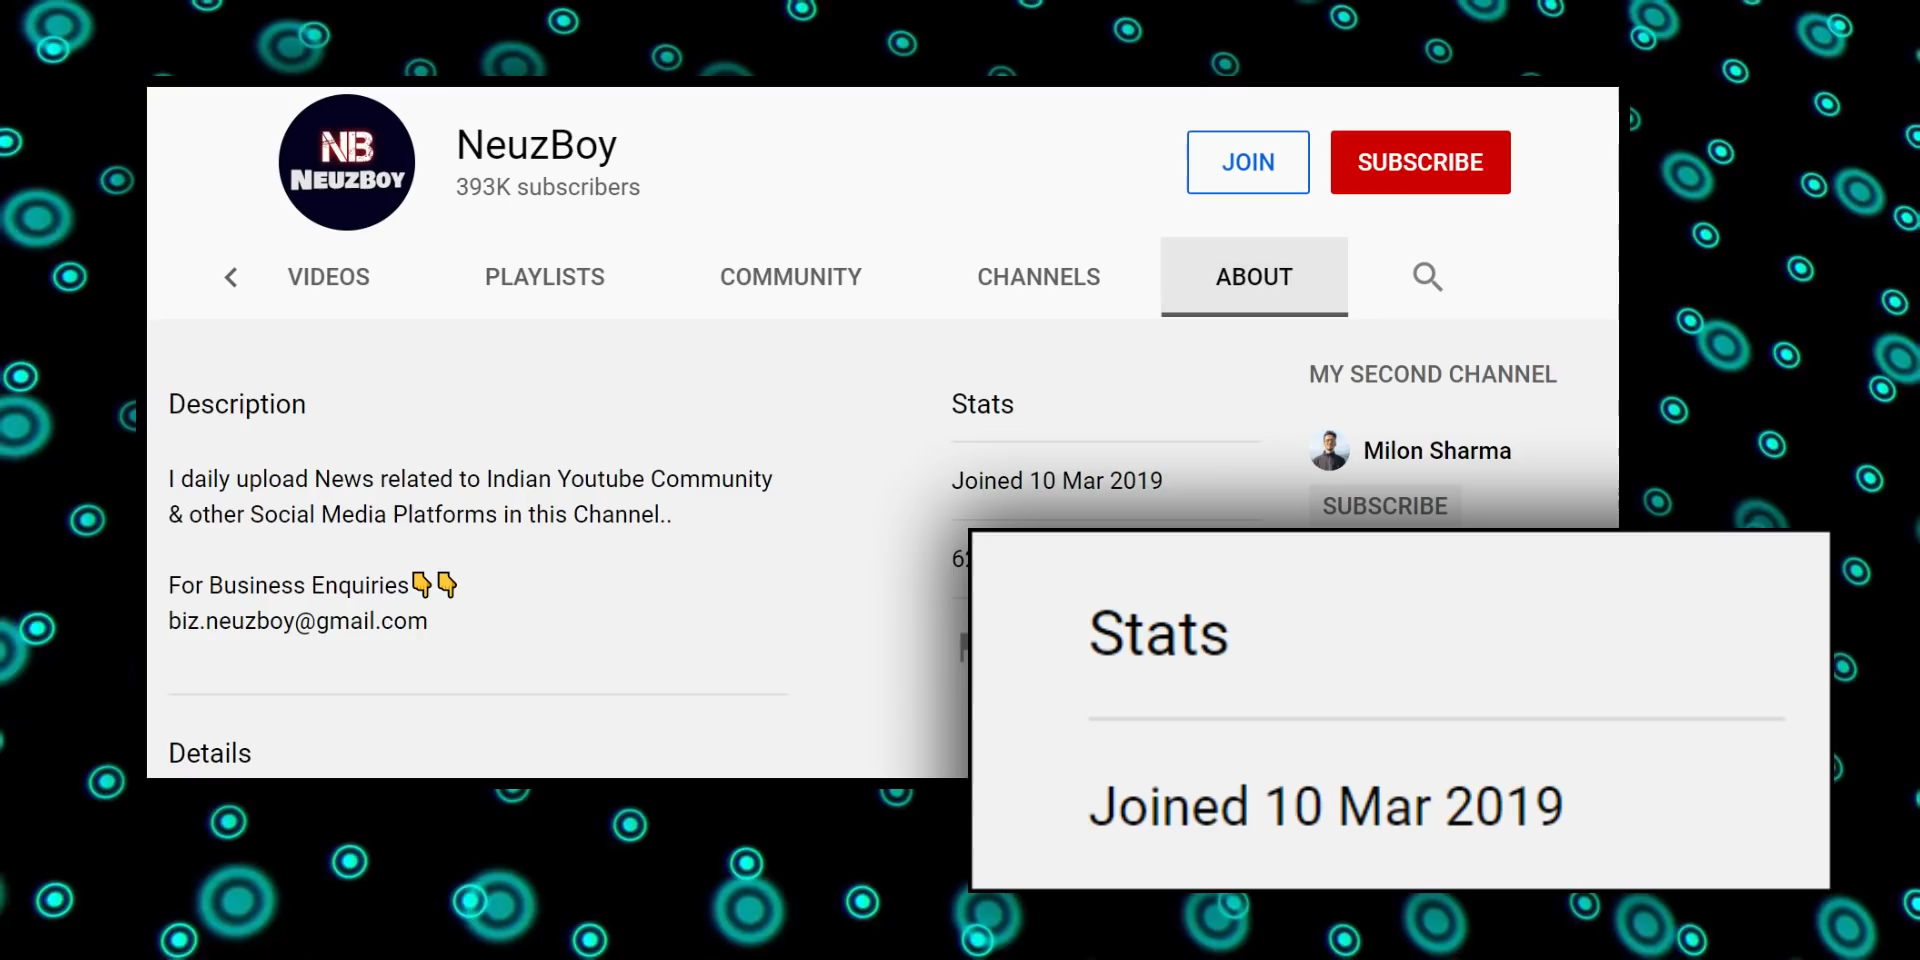 NB
NEUZBOY
NeuzBoy
393K subscribers
JOIN
SUBSCRIBE
VIDEOS
PLAYLISTS
COMMUNITY
CHANNELS
ABOUT
Description
I daily upload News related to Indian Youtube Community
& other Social Media Platforms in this Channel..
For Business Enquiries👇👇
biz.neuzboy@gmail.com
Details
Stats
Joined 10 Mar 2019
MY SECOND CHANNEL
Milon Sharma
SUBSCRIBE
Stats
Joined 10 Mar 2019